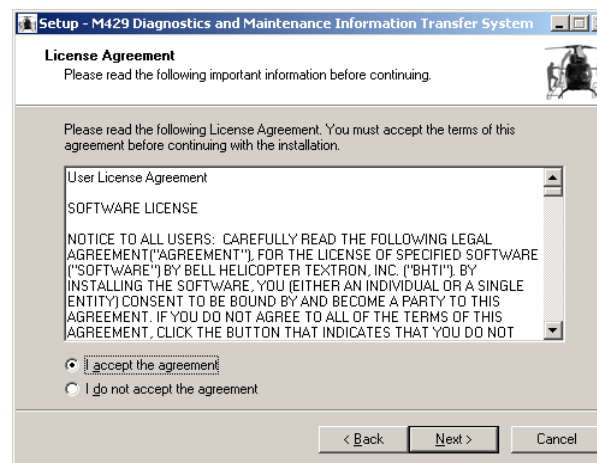 Setup - M429 Diagnostics and Maintenance Information Transfer System
License Agreement
Please read the following important information before continuing.
Please read the following License Agreement. You must accept the terms of this
agreement before continuing with the installation.
User License Agreement
SOFTWARE LICENSE
NOTICE TO ALL USERS:  CAREFULLY READ THE FOLLOWING LEGAL
AGREEMENT("AGREEMENT"), FOR THE LICENSE OF SPECIFIED SOFTWARE
("SOFTWARE") BY BELL HELICOPTER TEXTRON, INC. ("BHTI"). BY
INSTALLING THE SOFTWARE, YOU (EITHER AN INDIVIDUAL OR A SINGLE
ENTITY) CONSENT TO BE BOUND BY AND BECOME A PARTY TO THIS
AGREEMENT. IF YOU DO NOT AGREE TO ALL OF THE TERMS OF THIS
AGREEMENT, CLICK THE BUTTON THAT INDICATES THAT YOU DO NOT
I accept the agreement
I do not accept the agreement
< Back
Next >
Cancel